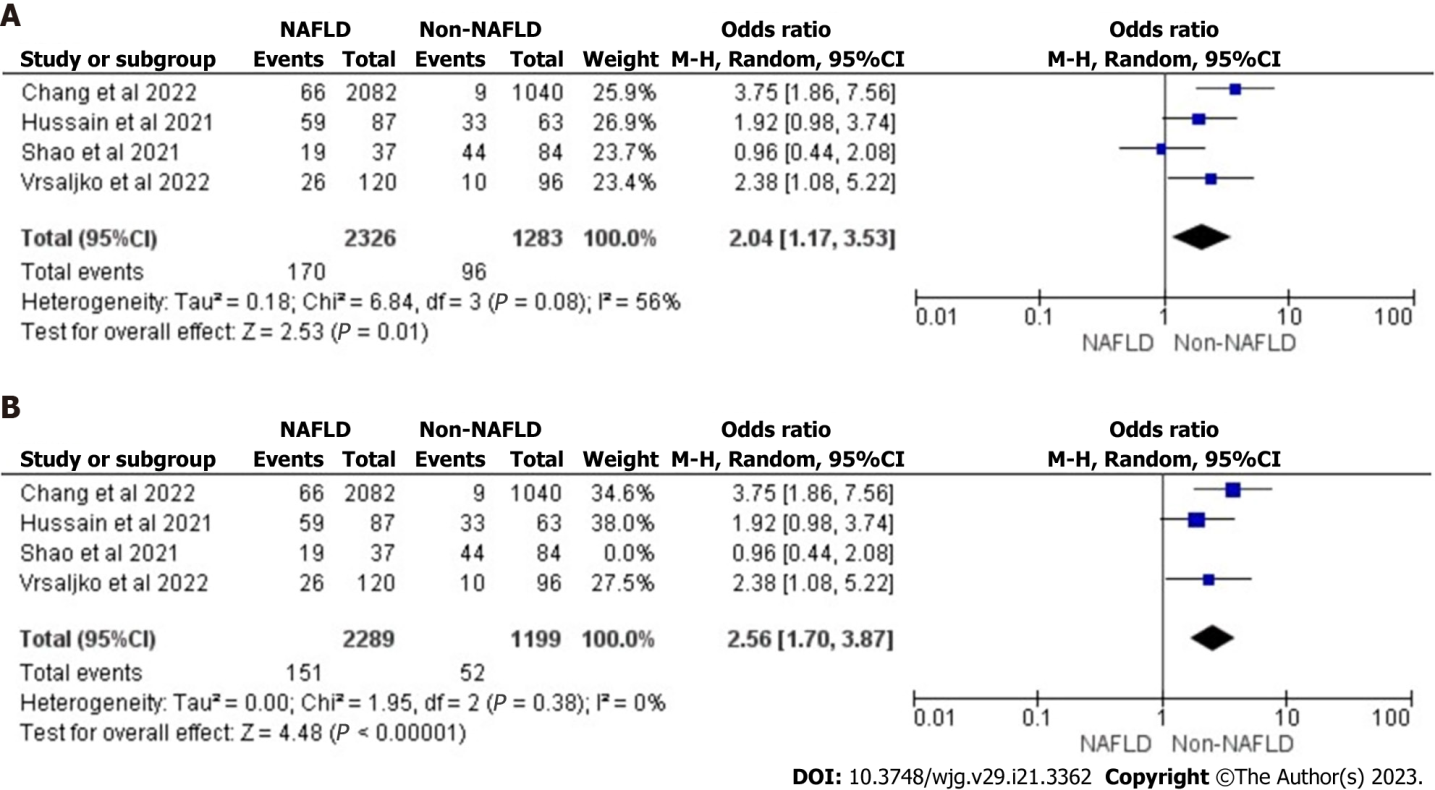 A
NAFLD Non-NAFLD Odds ratio Odds ratio
Study or subgroup Events Total Events Total Weight M-H, Random, 95%CI M-H, Random, 95%CI
Chang et al 2022 66 2082 9 1040 25.9% 3.75 [1.86, 7.56]
Hussain et al 2021 59 87 33 63 26.9% 1.92 [0.98, 3.74]
Shao et al 2021 19 37 44 84 23.7% 0.96 [0.44, 2.08]
Vrsaljko et al 2022 26 120 10 96 23.4% 2.38 [1.08, 5.22]
Total (95%CI) 2326 1283 100.0% 2.04 [1.17, 3.53]
Total events 170 96
Heterogeneity: Tau² = 0.18; Chi² = 6.84, df = 3 (P = 0.08); I² = 56%
Test for overall effect: Z = 2.53 (P = 0.01)
0.01 0.1 1 10 100
NAFLD Non-NAFLD
B
NAFLD Non-NAFLD Odds ratio Odds ratio
Study or subgroup Events Total Events Total Weight M-H, Random, 95%CI M-H, Random, 95%CI
Chang et al 2022 66 2082 9 1040 34.6% 3.75 [1.86, 7.56]
Hussain et al 2021 59 87 33 63 38.0% 1.92 [0.98, 3.74]
Shao et al 2021 19 37 44 84 0.0% 0.96 [0.44, 2.08]
Vrsaljko et al 2022 26 120 10 96 27.5% 2.38 [1.08, 5.22]
Total (95%CI) 2289 1199 100.0% 2.56 [1.70, 3.87]
Total events 151 52
Heterogeneity: Tau² = 0.00; Chi² = 1.95, df = 2 (P = 0.38); I² = 0%
Test for overall effect: Z = 4.48 (P < 0.00001)
0.01 0.1 1 10 100
NAFLD Non-NAFLD
DOI: 10.3748/wjg.v29.i21.3362 Copyright ©The Author(s) 2023.